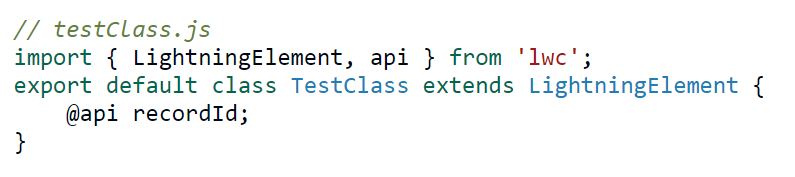 // testClass.js
import { LightningElement, api } from 'lwc';
export default class TestClass extends LightningElement {
    @api recordId;
}